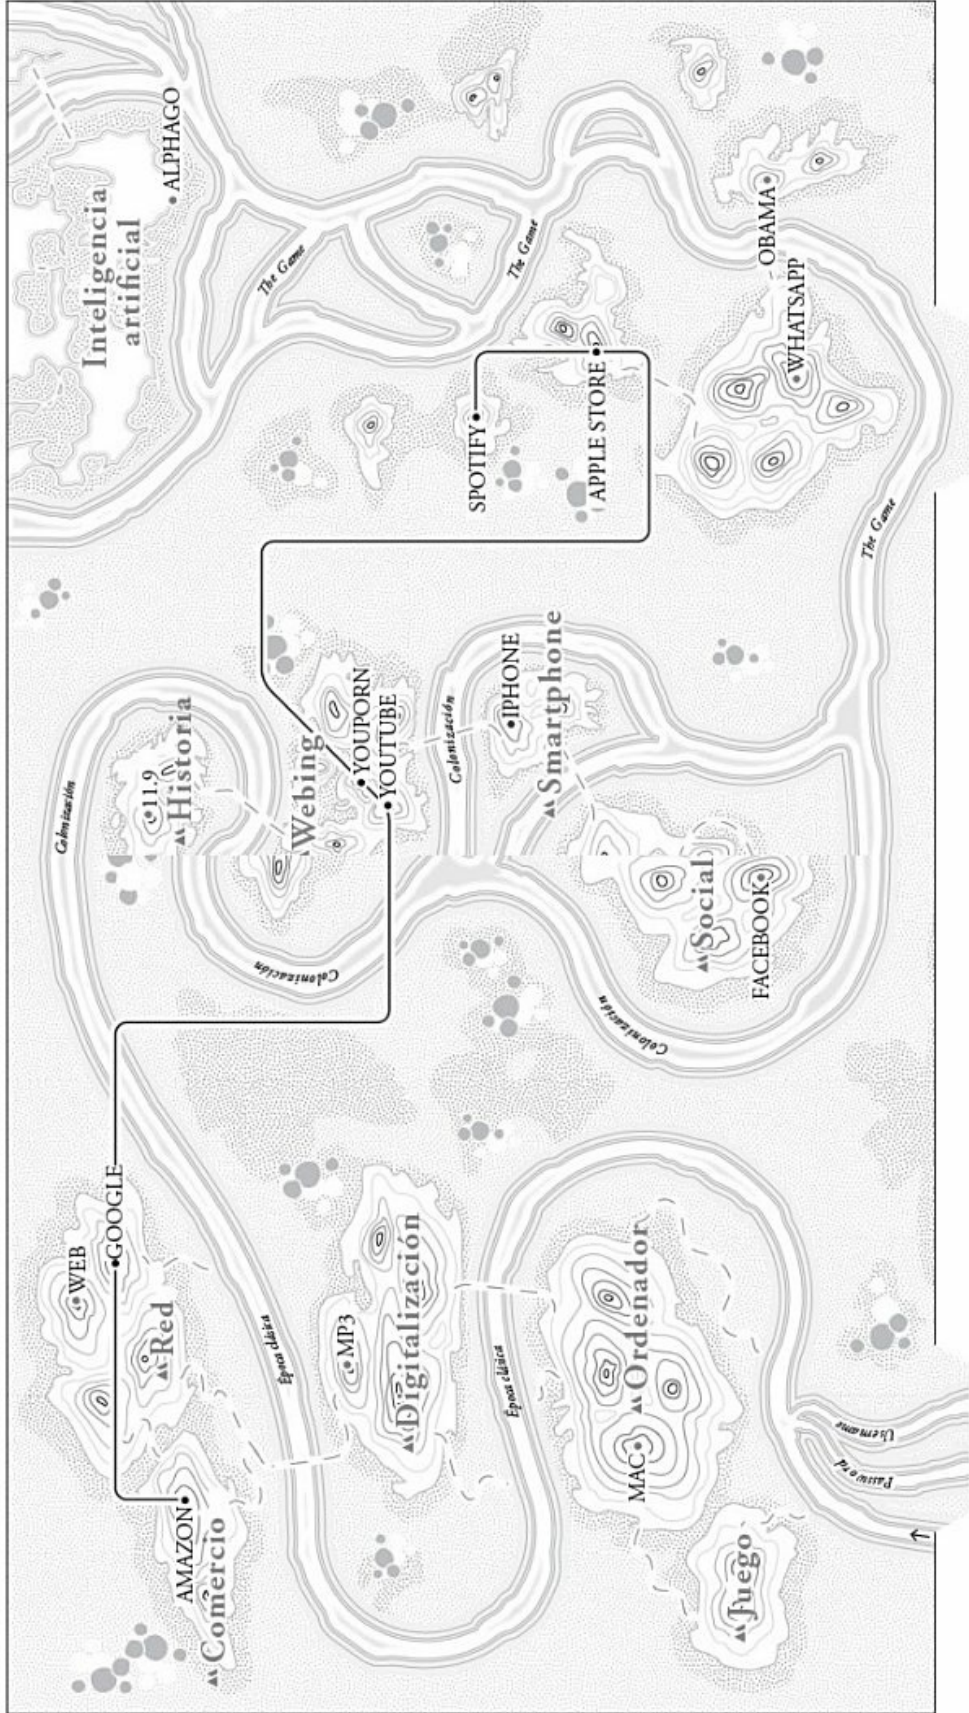 Inteligencia
artificial
ALPHAGO
The Game
The Game
OBAMA
WHATSAPP
SPOTIFY
APPLE STORE
The Game
Colonización
11.9
Historia
Webing
YOUPORN
YOUTUBE
Colonización
IPHONE
Smartphone
Colonización
Social
FACEBOOK
Colonización
WEB
GOOGLE
Red
Época clásica
MP3
Digitalización
Época clásica
Ordenador
MAC
AMAZON
Comercio
Juego
Username
Password